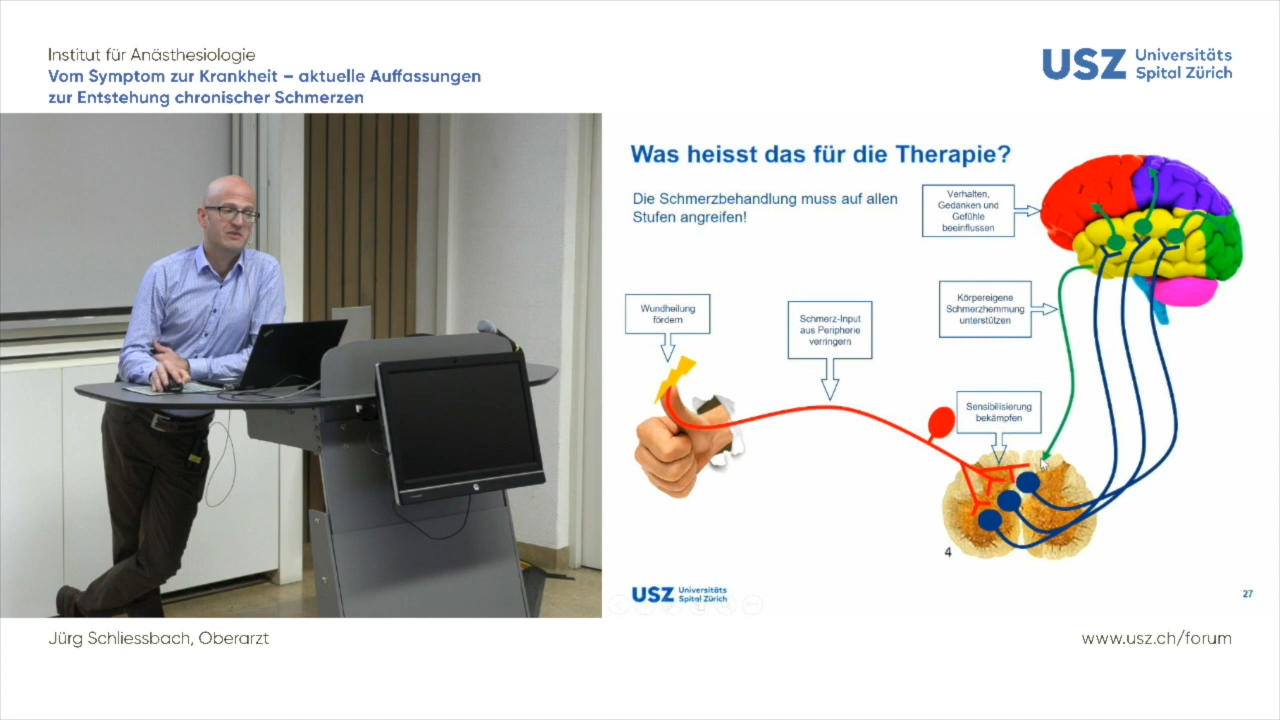 Institut für Anästhesiologie
Vom Symptom zur Krankheit – aktuelle Auffassungen
zur Entstehung chronischer Schmerzen
USZ Universitäts
Spital Zürich
Was heisst das für die Therapie?
Die Schmerzbehandlung muss auf allen
Stufen angreifen!
Verhalten,
Gedanken und
Gefühle
beeinflussen
Wundheilung
fördern
Schmerz-Input
aus Peripherie
verringern
Körpereigene
Schmerzhemmung
unterstützen
Sensibilisierung
bekämpfen
4
USZ Universitäts
Spital Zürich
27
Jürg Schliessbach, Oberarzt
www.usz.ch/forum